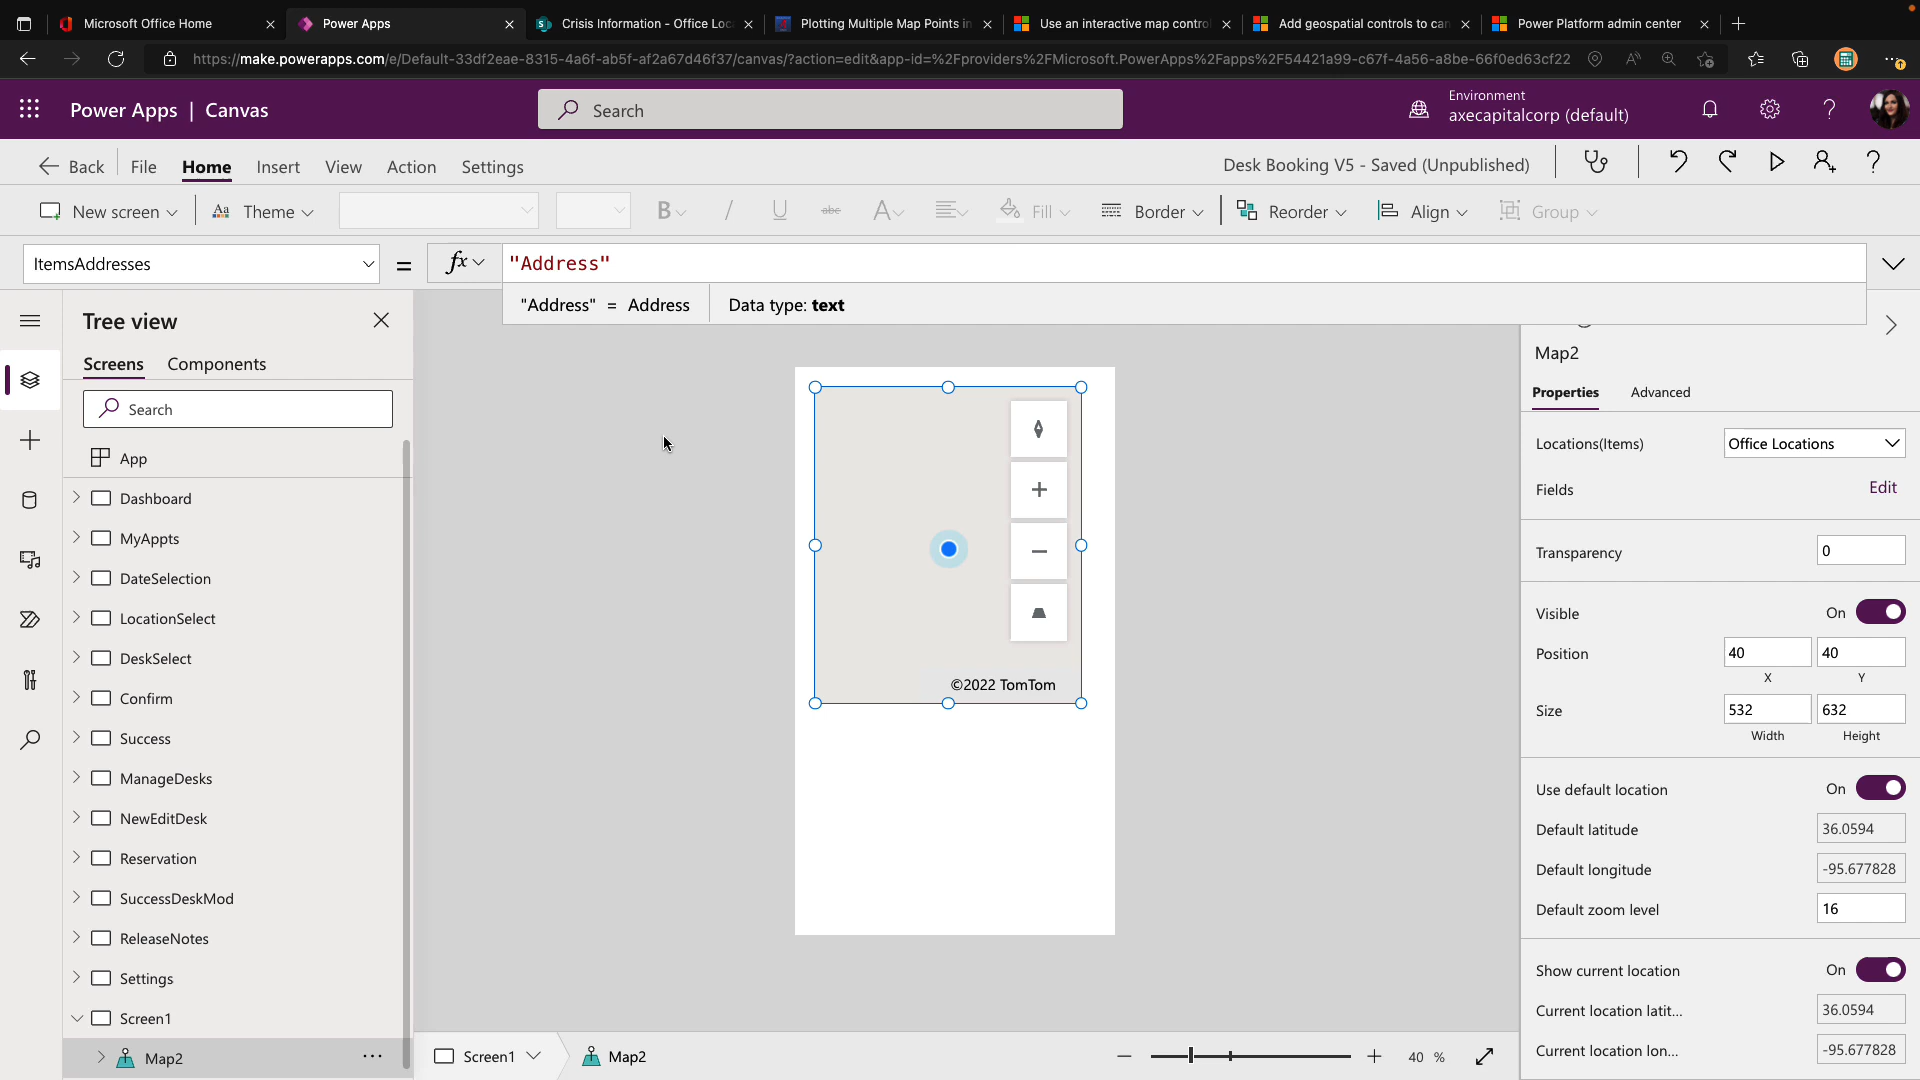 Microsoft Office Home
Power Apps
Crisis Information - Office Loc
Plotting Multiple Map Points in
Use an interactive map contro
Add geospatial controls to can
Power Platform admin center
https://make.powerapps.com/e/Default-33df2eae-8315-4a6f-ab5f-af2a67d46f37/canvas/?action=edit&app-id=%2Fproviders%2FMicrosoft.PowerApps%2Fapps%2F54421a99-c67f-4a56-a8be-66f0ed63cf22
Power Apps | Canvas
Search
Environment
axecapitalcorp (default)
Back
File
Home
Insert
View
Action
Settings
Desk Booking V5 - Saved (Unpublished)
New screen
Theme
B
I
U
abc
A
Fill
Border
Reorder
Align
Group
ItemsAddresses
=
fx
"Address"
"Address" = Address
Data type: text
Tree view
Screens
Components
Search
App
Dashboard
MyAppts
DateSelection
LocationSelect
DeskSelect
Confirm
Success
ManageDesks
NewEditDesk
Reservation
SuccessDeskMod
ReleaseNotes
Settings
Screen1
Map2
©2022 TomTom
Screen1
Map2
40 %
Map2
Properties
Advanced
Locations(Items)
Office Locations
Fields
Edit
Transparency
0
Visible
On
Position
40
40
X
Y
Size
532
632
Width
Height
Use default location
On
Default latitude
36.0594
Default longitude
-95.677828
Default zoom level
16
Show current location
On
Current location latit...
36.0594
Current location lon...
-95.677828